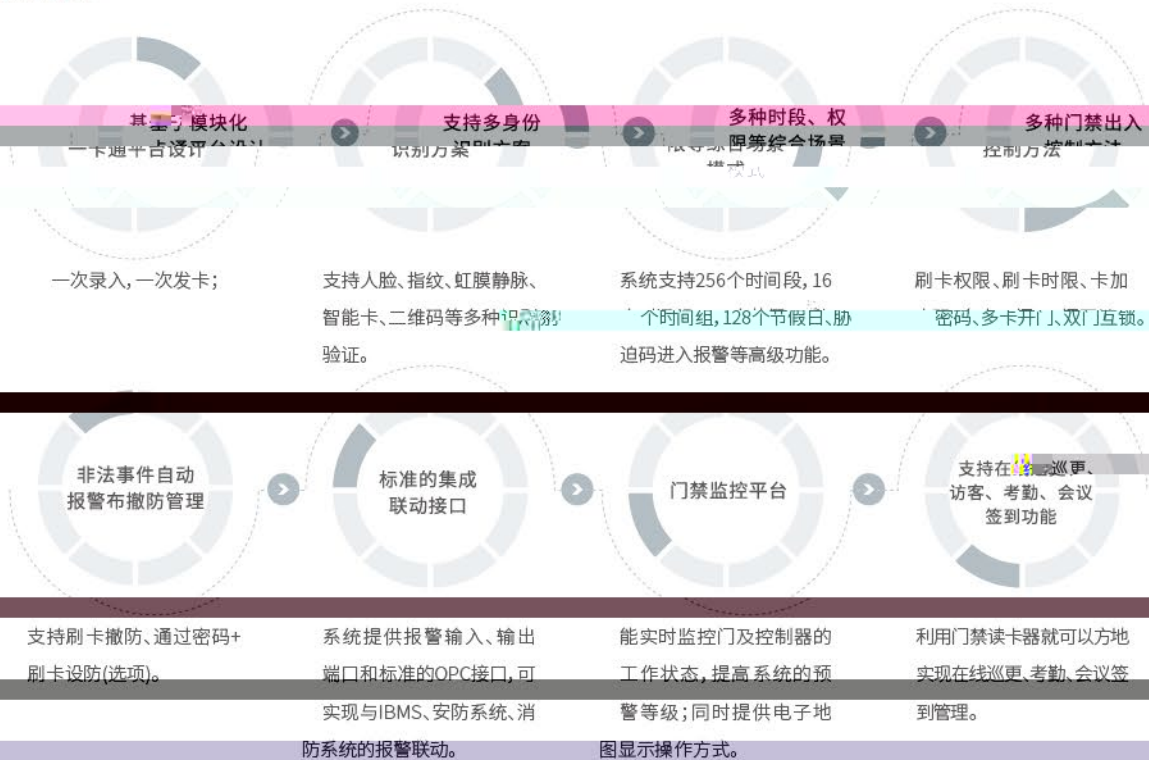 基于模块化
一卡通平台设计
支持多身份
识别方案
多种时段、权
限等综合场景
模式
多种门禁出入
控制方法
一次录入,一次发卡;
支持人脸、指纹、虹膜静脉、
智能卡、二维码等多种识别
验证。
系统支持256个时间段,16
个时间组,128个节假日、胁
迫码进入报警等高级功能。
刷卡权限、刷卡时限、卡加
密码、多卡开门、双门互锁。
非法事件自动
报警布撤防管理
标准的集成
联动接口
门禁监控平台
支持在巡更、
访客、考勤、会议
签到功能
支持刷卡撤防、通过密码+
刷卡设防(选项)。
系统提供报警输入、输出
端口和标准的OPC接口,可
实现与IBMS、安防系统、消
防系统的报警联动。
能实时监控门及控制器的
工作状态,提高系统的预
警等级;同时提供电子地
图显示操作方式。
利用门禁读卡器就可以方地
实现在线巡更、考勤、会议签
到管理。